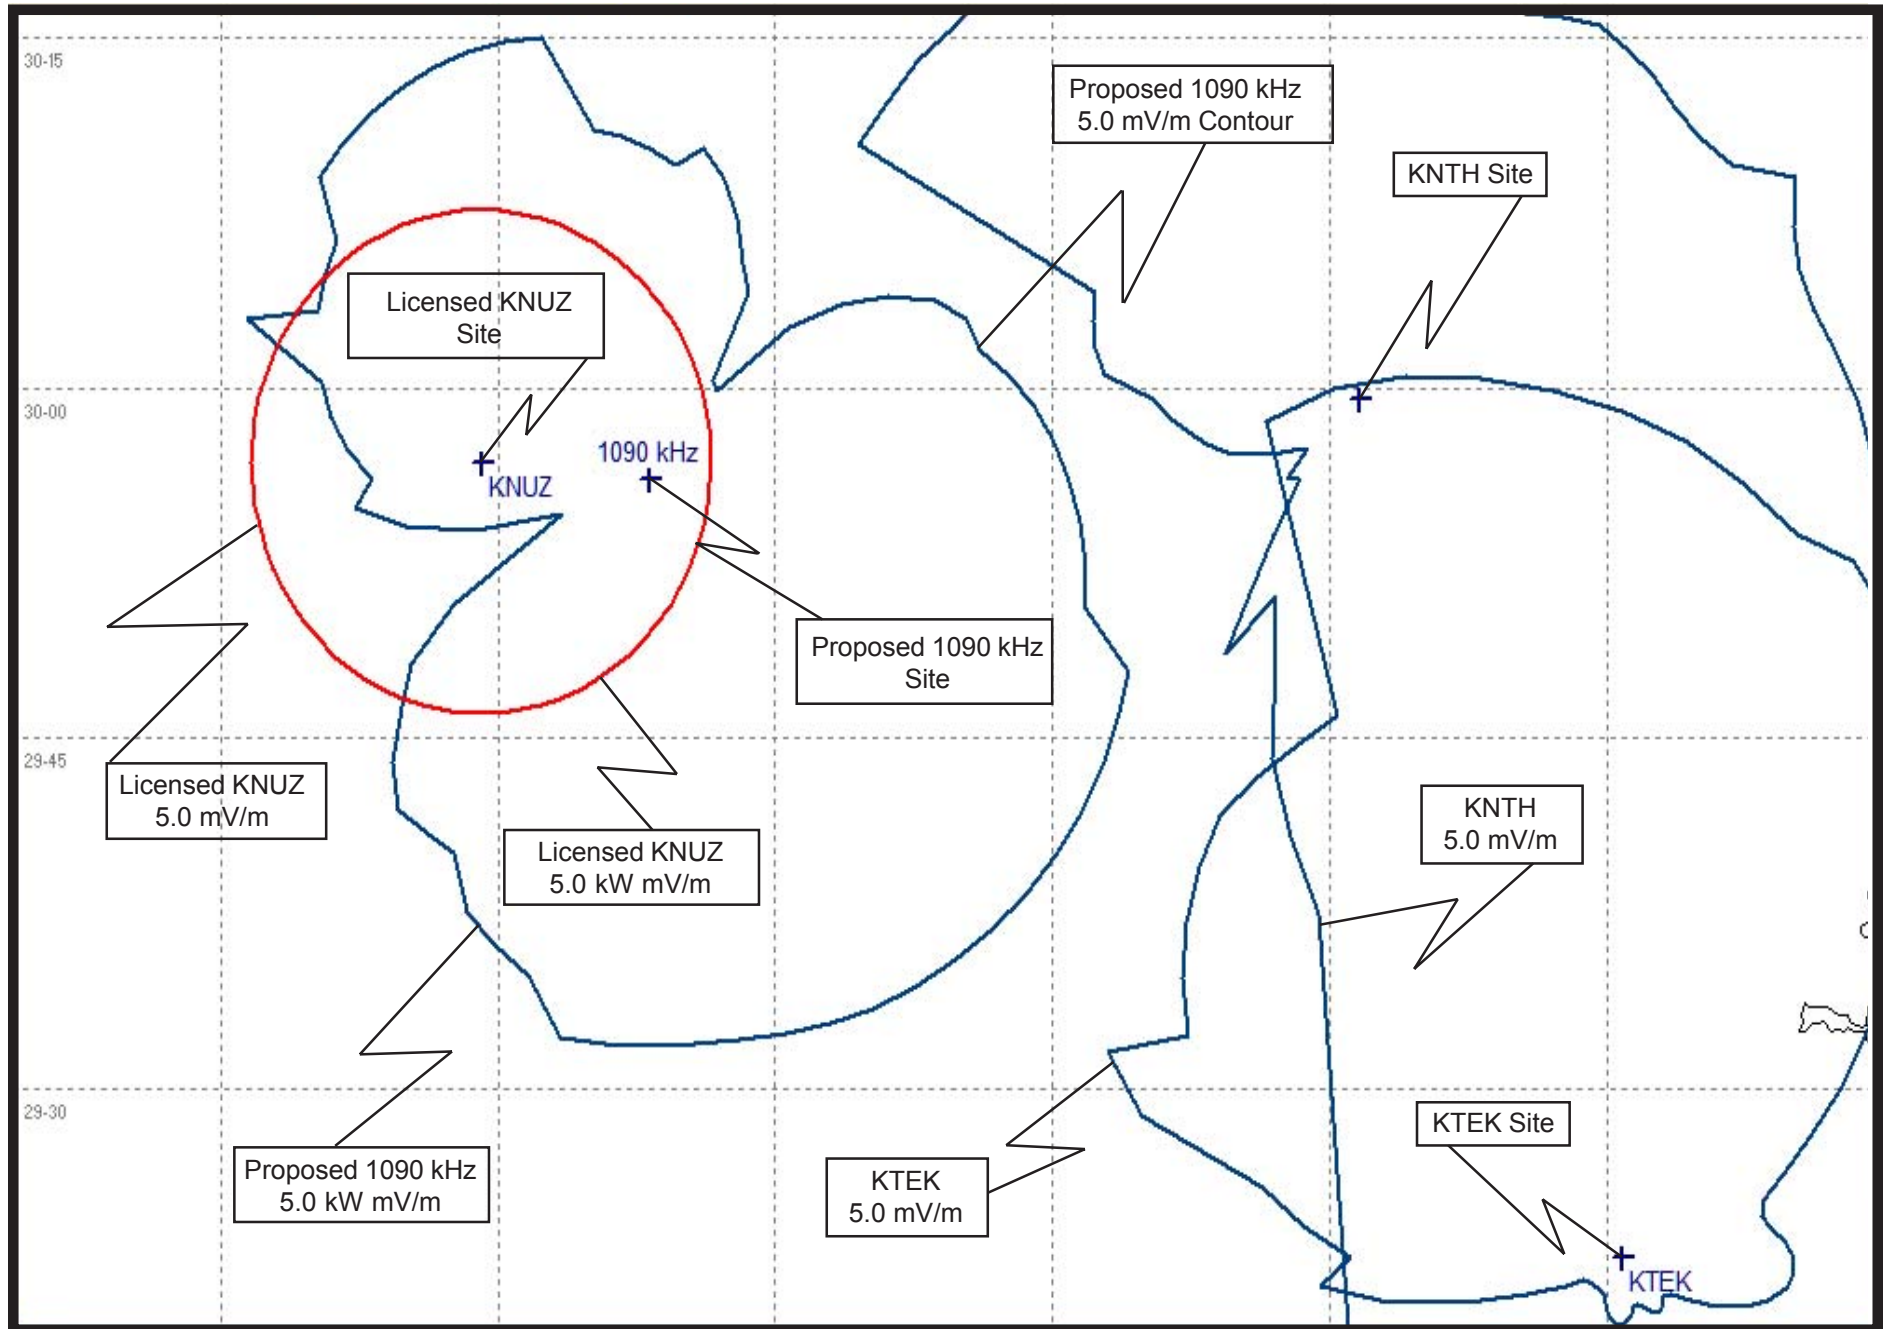 30-15
Proposed 1090 kHz
5.0 mV/m Contour
KNTH Site
Licensed KNUZ
Site
30-00
1090 kHz
KNUZ
Proposed 1090 kHz
Site
29-45
Licensed KNUZ
5.0 mV/m
KNTH
5.0 mV/m
Licensed KNUZ
5.0 kW mV/m
29-30
KTEK Site
Proposed 1090 kHz
5.0 kW mV/m
KTEK
5.0 mV/m
KTEK